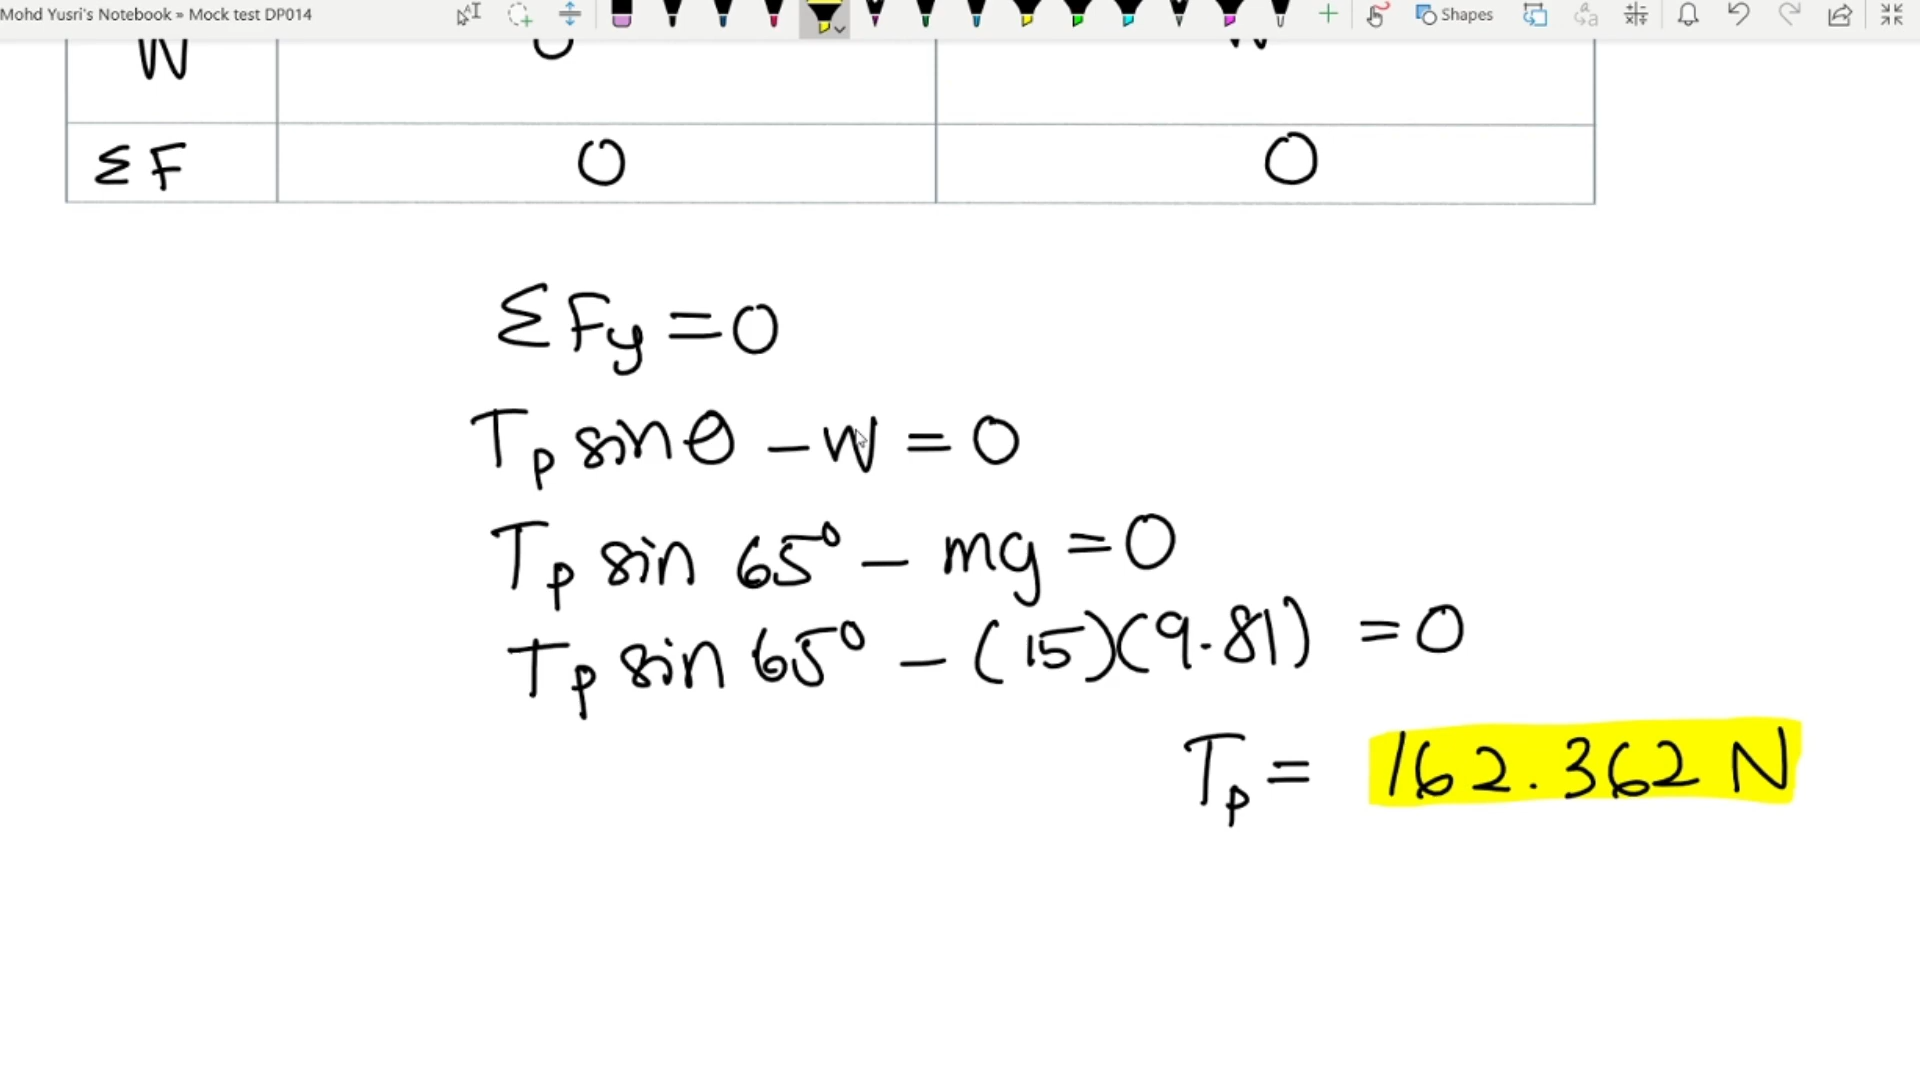 Mohd Yusri's Notebook » Mock test DP014
Shapes
W
ΣF 0 0
ΣFy = 0
Tp sinθ - W = 0
Tp sin 65° - mg = 0
Tp sin 65° - (15)(9.81) = 0
Tp = 162.362 N